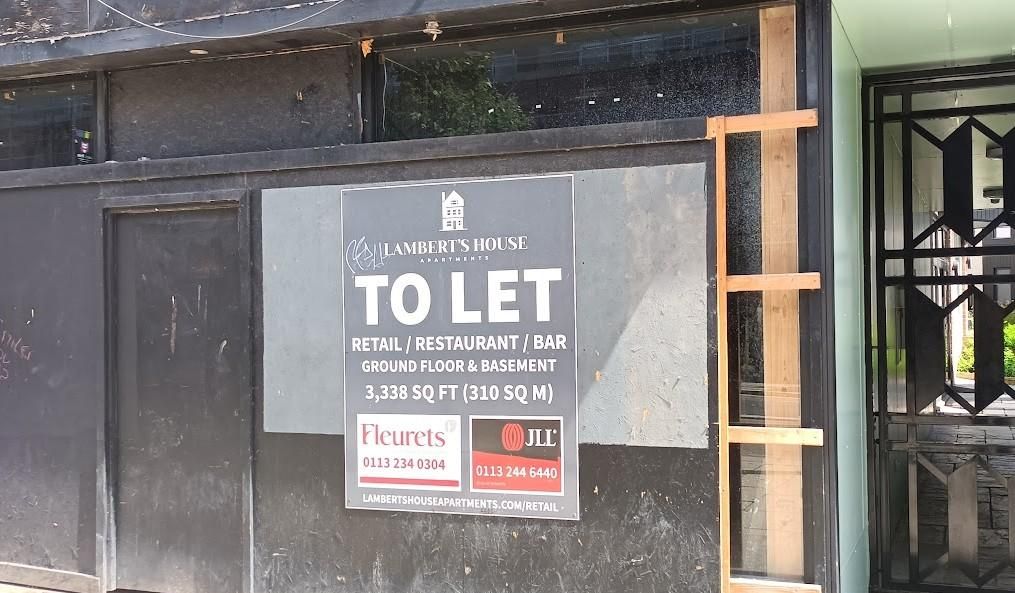 LAMBERT'S HOUSE
APARTMENTS
TO LET
RETAIL / RESTAURANT / BAR
GROUND FLOOR & BASEMENT
3,338 SQ FT (310 SQ M)
Fleurets
0113 234 0304
JLL
0113 244 6440
LAMBERTSHOUSEAPARTMENTS.COM/RETAIL